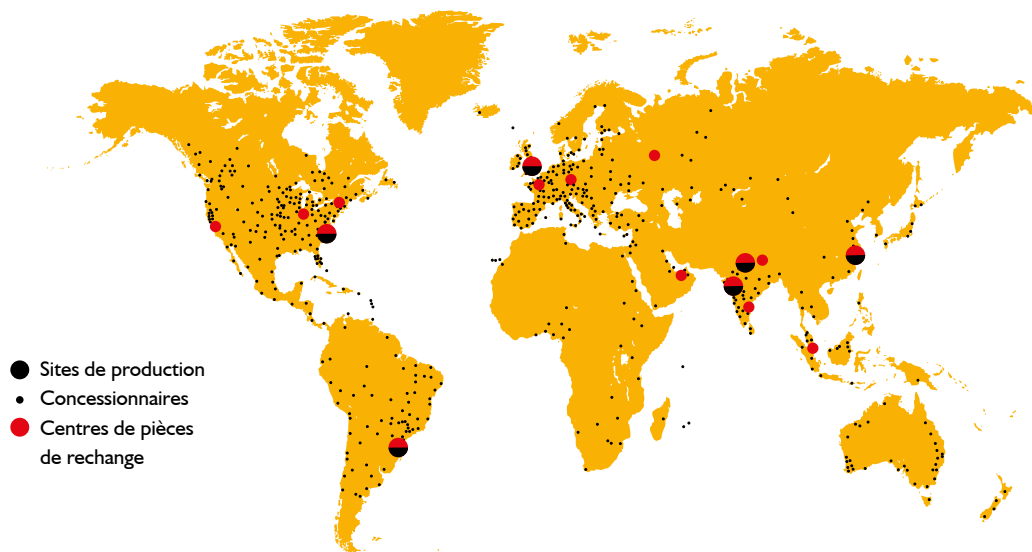 Sites de production
Concessionnaires
Centres de pièces
de rechange